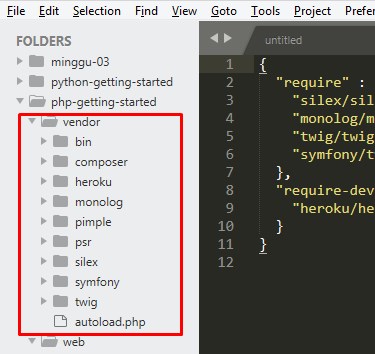 File Edit Selection Find View Goto Tools Project Prefere
FOLDERS
minggu-03
python-getting-started
php-getting-started
vendor
bin
composer
heroku
monolog
pimple
psr
silex
symfony
twig
autoload.php
web
untitled
1 {
2 "require" :
3 "silex/sil
4 "monolog/m
5 "twig/twig
6 "symfony/t
7 },
8 "require-dev
9 "heroku/he
10 }
11 }
12